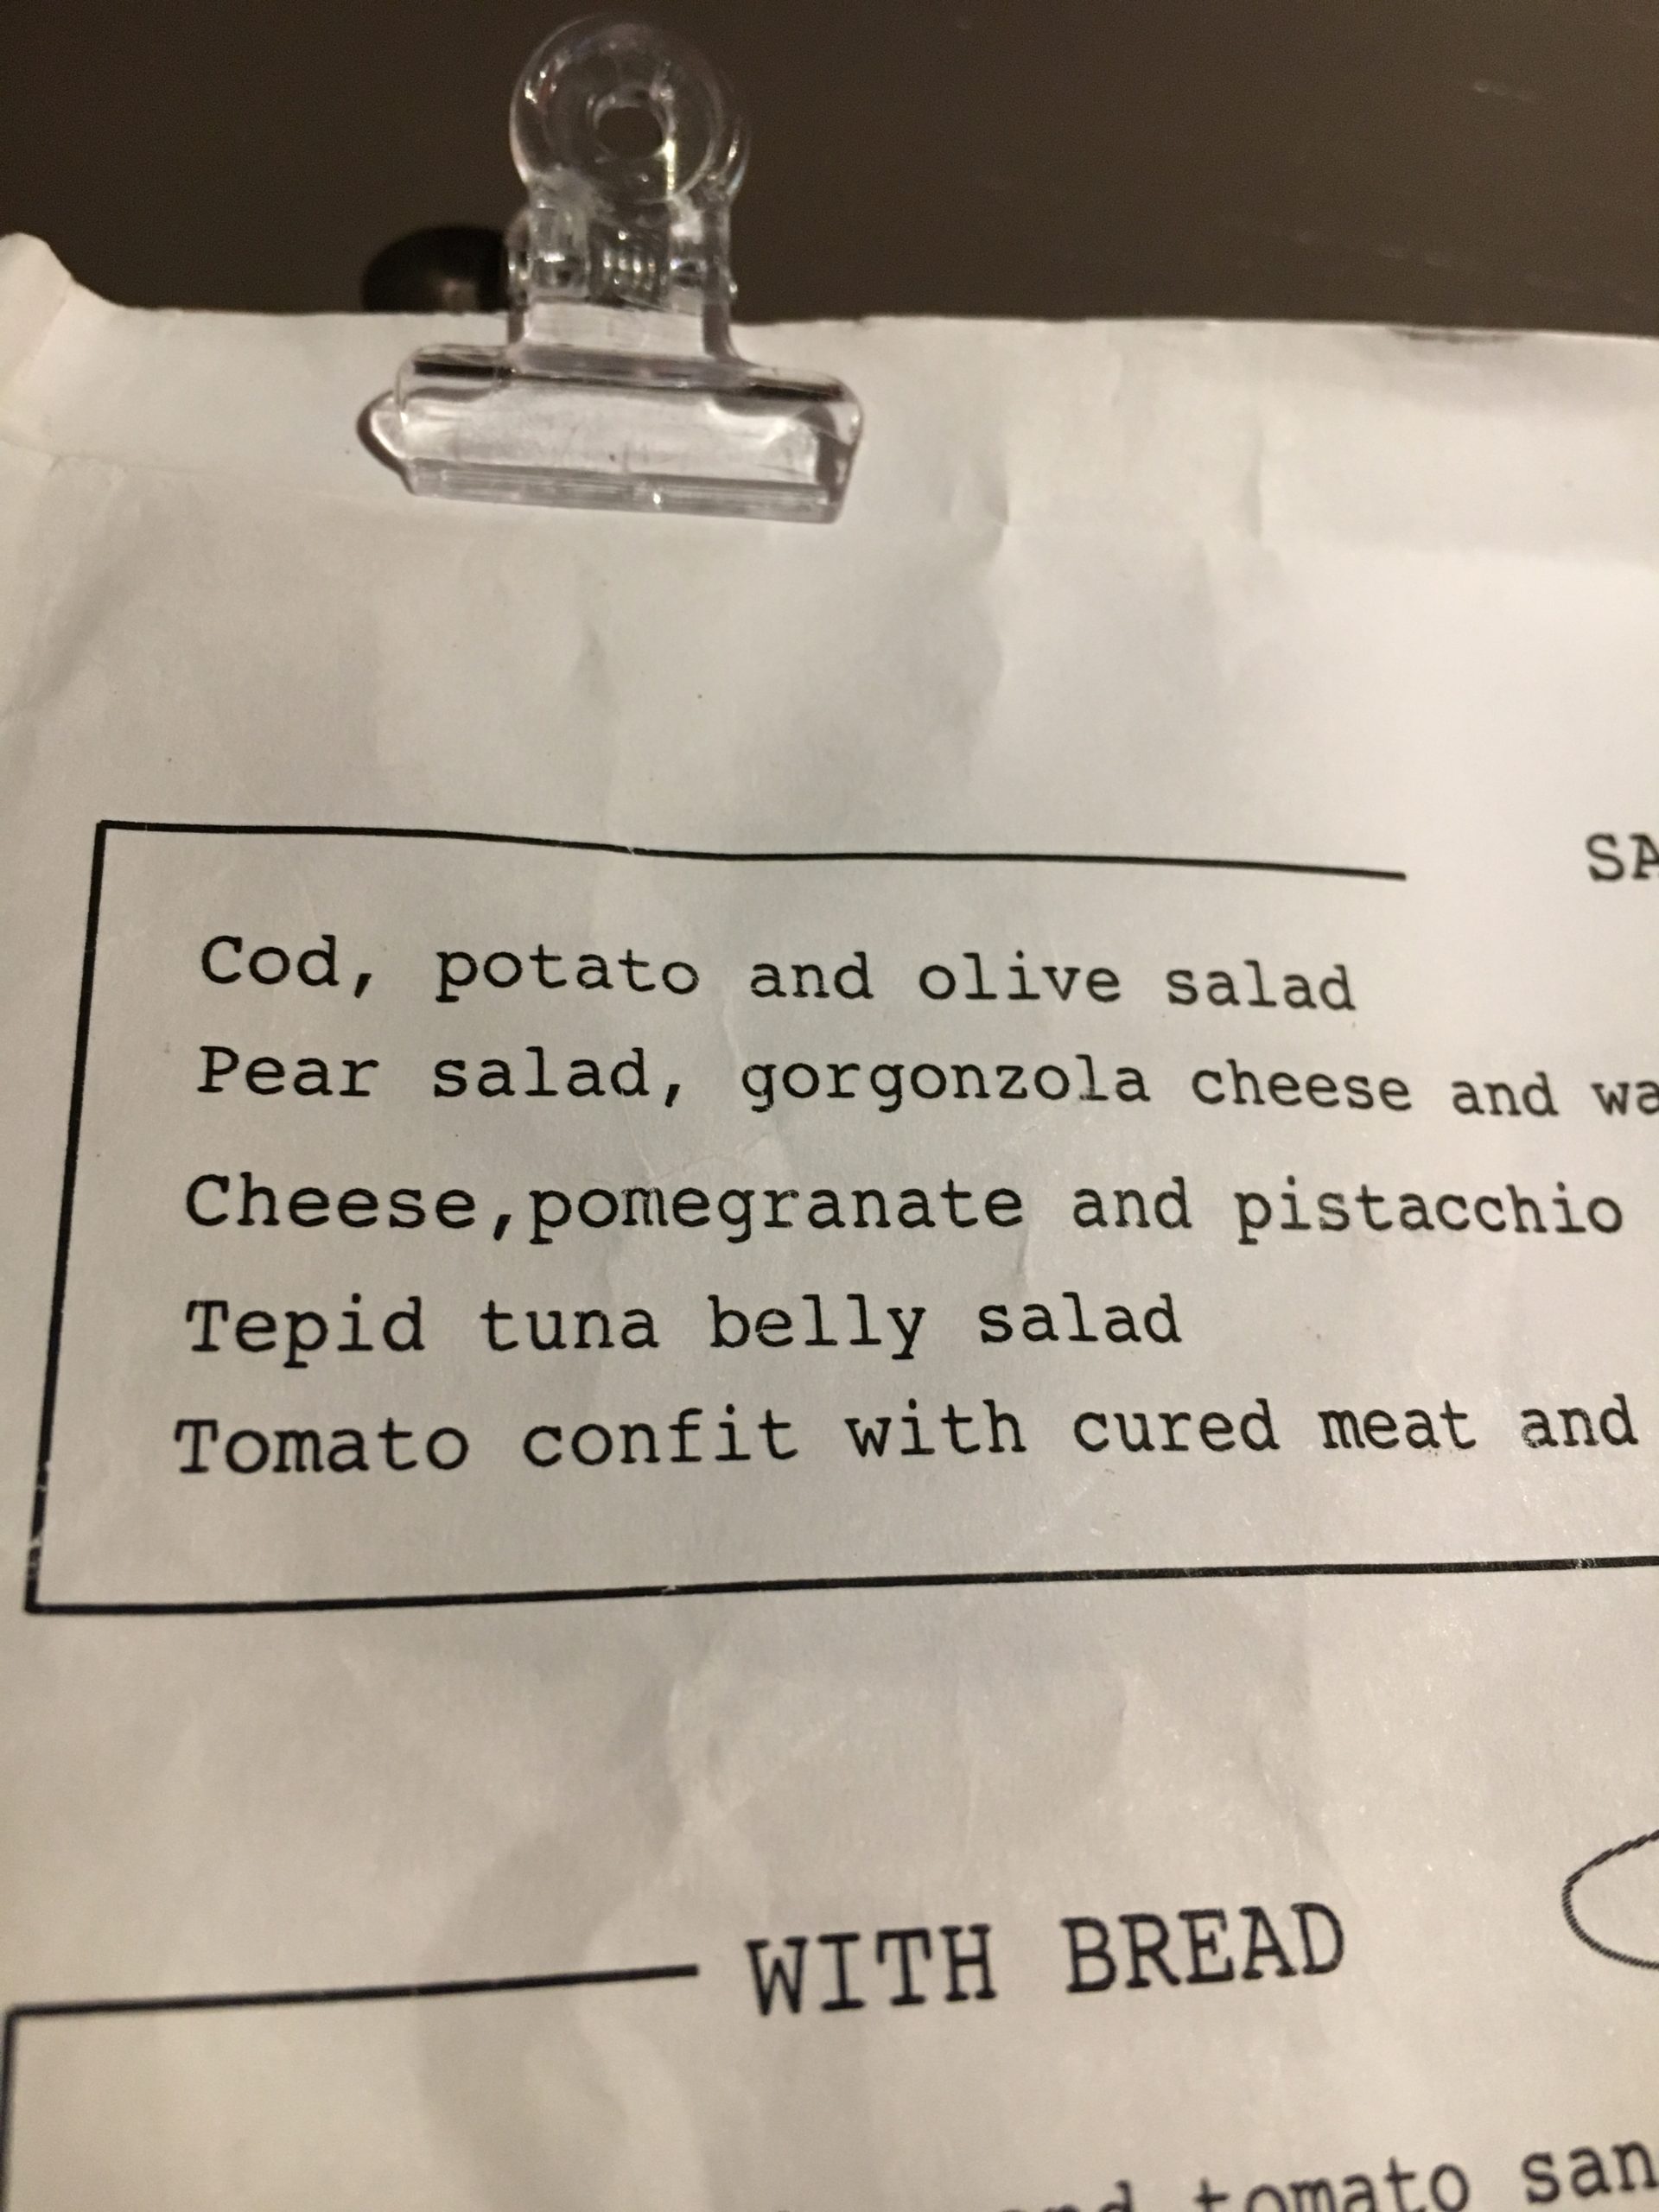 SA
Cod, potato and olive salad
Pear salad, gorgonzola cheese and wa
Cheese,pomegranate and pistacchio
Tepid tuna belly salad
Tomato confit with cured meat and
WITH BREAD
tomato san